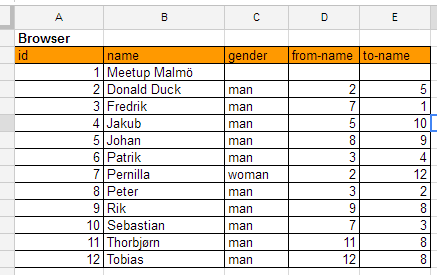 A B C D E
Browser
id name gender from-name to-name
1 Meetup Malmö
2 Donald Duck man 2 5
3 Fredrik man 7 1
4 Jakub man 5 10
5 Johan man 8 9
6 Patrik man 3 4
7 Pernilla woman 2 12
8 Peter man 3 2
9 Rik man 9 8
10 Sebastian man 7 3
11 Thorbjørn man 11 8
12 Tobias man 12 8